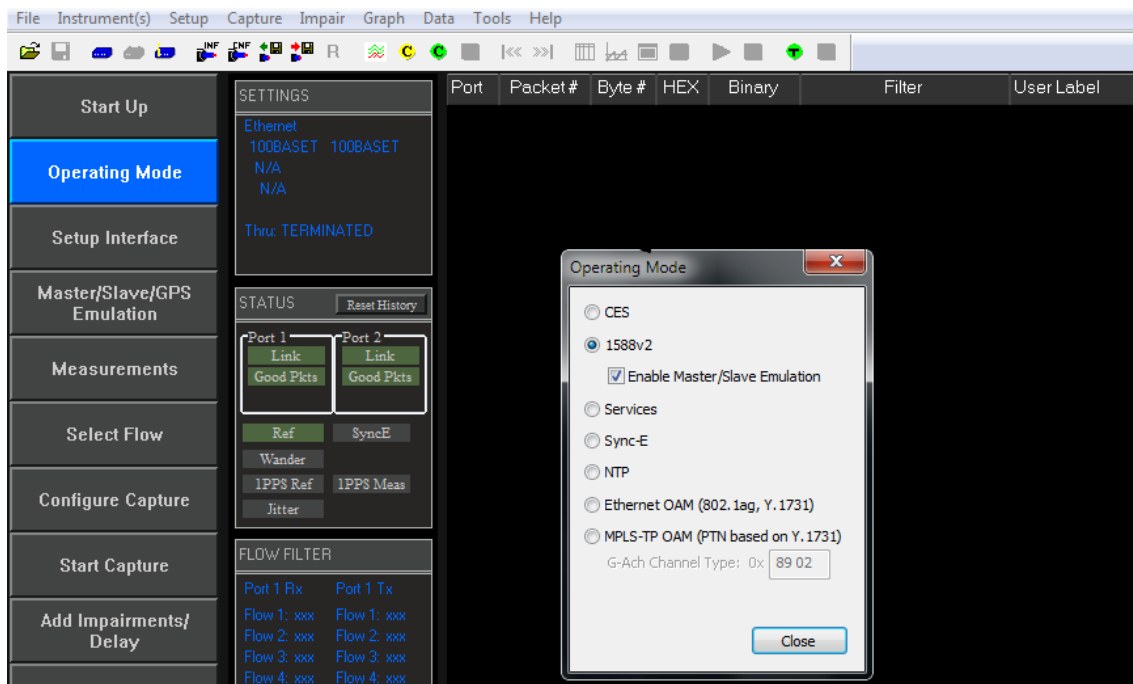 File Instrument(s) Setup Capture Impair Graph Data Tools Help
INF INF R C C T
Start Up
Operating Mode
Setup Interface
Master/Slave/GPS
Emulation
Measurements
Select Flow
Configure Capture
Start Capture
Add Impairments/
Delay
SETTINGS
Ethernet
100BASET 100BASET
N/A
N/A
Thru: TERMINATED
STATUS Reset History
Port 1 Port 2
Link Link
Good Pkts Good Pkts
Ref SyncE
Wander
1PPS Ref 1PPS Meas
Jitter
FLOW FILTER
Port 1 Rx Port 1 Tx
Flow 1: xxx Flow 1: xxx
Flow 2: xxx Flow 2: xxx
Flow 3: xxx Flow 3: xxx
Flow 4: xxx Flow 4: xxx
Port Packet # Byte # HEX Binary Filter User Label
Operating Mode
CES
1588v2
Enable Master/Slave Emulation
Services
Sync-E
NTP
Ethernet OAM (802.1ag, Y.1731)
MPLS-TP OAM (PTN based on Y.1731)
G-Ach Channel Type: 0x 89 02
Close